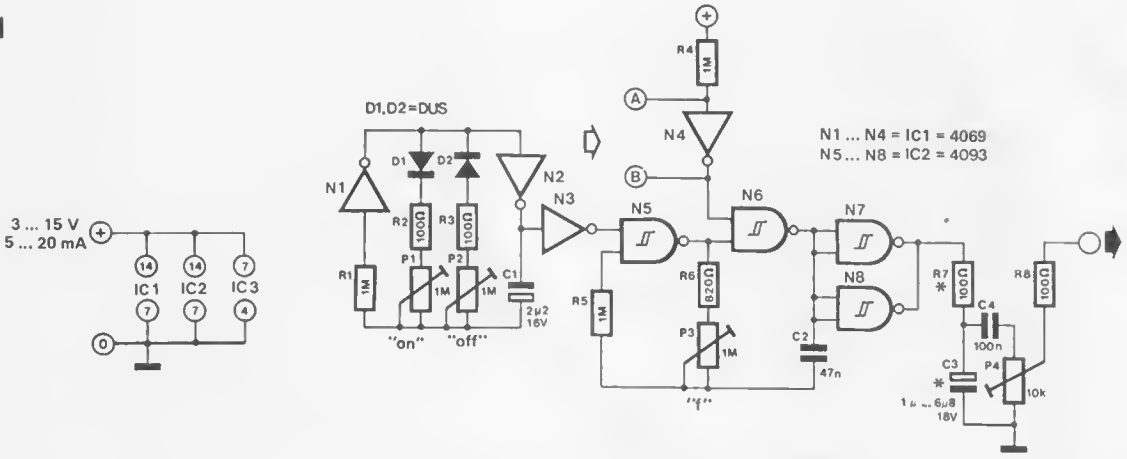 D1,D2=DUS
3 ... 15 V
5 ... 20 mA
+
0
14
IC1
7
14
IC2
7
7
IC3
4
N1
R1
1M
D1
R2
100Ω
P1
1M
"on"
D2
R3
100Ω
P2
1M
"off"
N2
C1
2µ2
16V
N3
+
R4
1M
A
N4
B
N1 ... N4 = IC1 = 4069
N5 ... N8 = IC2 = 4093
N5
R5
1M
R6
820Ω
P3
1M
"f"
N6
N7
N8
C2
47n
R7
*
100Ω
C4
100n
C3
*
1µ ... 6µ8
18V
P4
10k
R8
100Ω